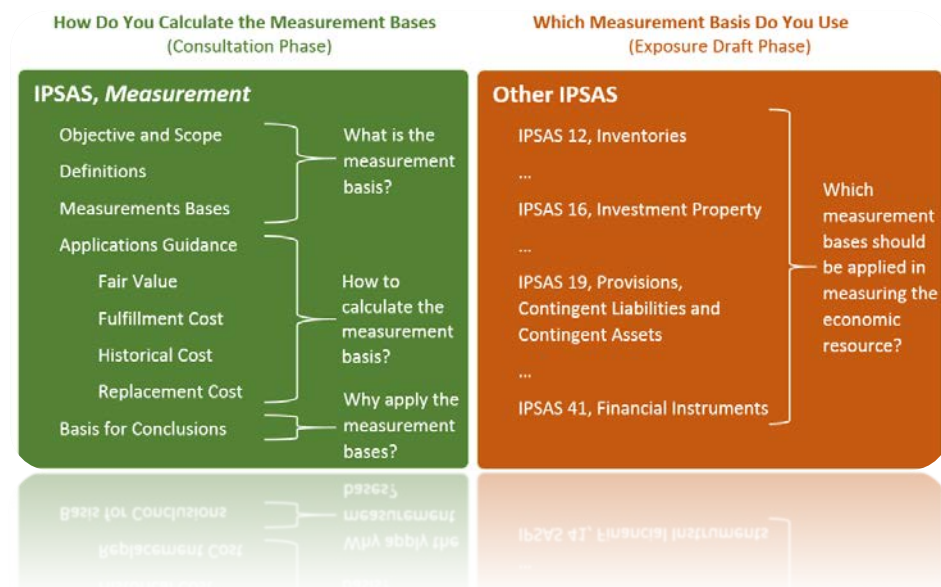 How Do You Calculate the Measurement Bases
(Consultation Phase)
IPSAS, Measurement
Objective and Scope
Definitions
Measurements Bases
What is the
measurement
basis?
Applications Guidance
Fair Value
Fulfillment Cost
Historical Cost
Replacement Cost
How to
calculate the
measurement
basis?
Basis for Conclusions
Why apply the
measurement
bases?
Which Measurement Basis Do You Use
(Exposure Draft Phase)
Other IPSAS
IPSAS 12, Inventories
...
IPSAS 16, Investment Property
...
IPSAS 19, Provisions,
Contingent Liabilities and
Contingent Assets
...
IPSAS 41, Financial Instruments
Which
measurement
bases should
be applied in
measuring the
economic
resource?